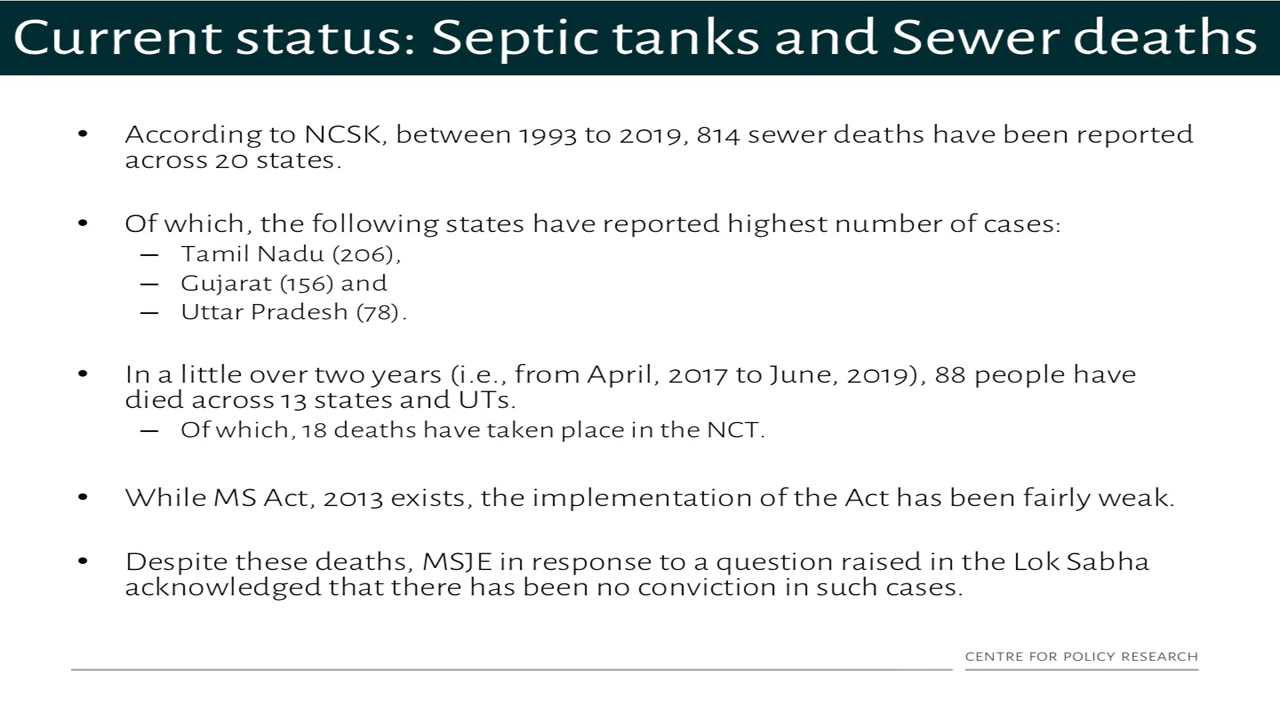 Current status: Septic tanks and Sewer deaths
• According to NCSK, between 1993 to 2019, 814 sewer deaths have been reported
across 20 states.
• Of which, the following states have reported highest number of cases:
– Tamil Nadu (206),
– Gujarat (156) and
– Uttar Pradesh (78).
• In a little over two years (i.e., from April, 2017 to June, 2019), 88 people have
died across 13 states and UTs.
– Of which, 18 deaths have taken place in the NCT.
• While MS Act, 2013 exists, the implementation of the Act has been fairly weak.
• Despite these deaths, MSJE in response to a question raised in the Lok Sabha
acknowledged that there has been no conviction in such cases.
CENTRE FOR POLICY RESEARCH